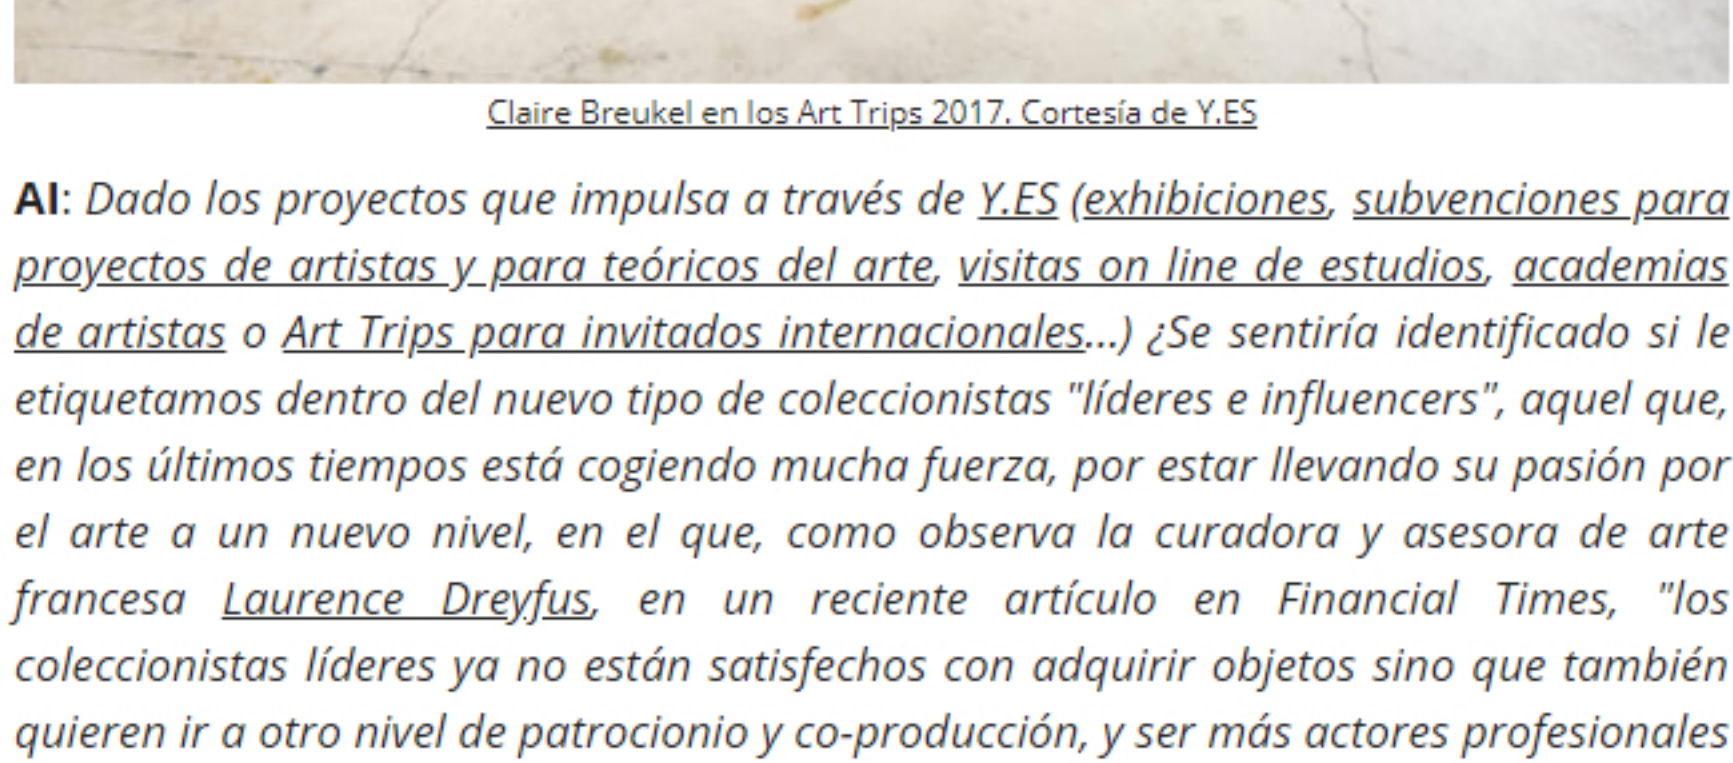 Claire Breukel en los Art Trips 2017. Cortesía de Y.ES
AI: Dado los proyectos que impulsa a través de Y.ES (exhibiciones, subvenciones para
proyectos de artistas y para teóricos del arte, visitas on line de estudios, academias
de artistas o Art Trips para invitados internacionales...) ¿Se sentiría identificado si le
etiquetamos dentro del nuevo tipo de coleccionistas "líderes e influencers", aquel que,
en los últimos tiempos está cogiendo mucha fuerza, por estar llevando su pasión por
el arte a un nuevo nivel, en el que, como observa la curadora y asesora de arte
francesa Laurence Dreyfus, en un reciente artículo en Financial Times, "los
coleccionistas líderes ya no están satisfechos con adquirir objetos sino que también
quieren ir a otro nivel de patrocionio y co-producción, y ser más actores profesionales